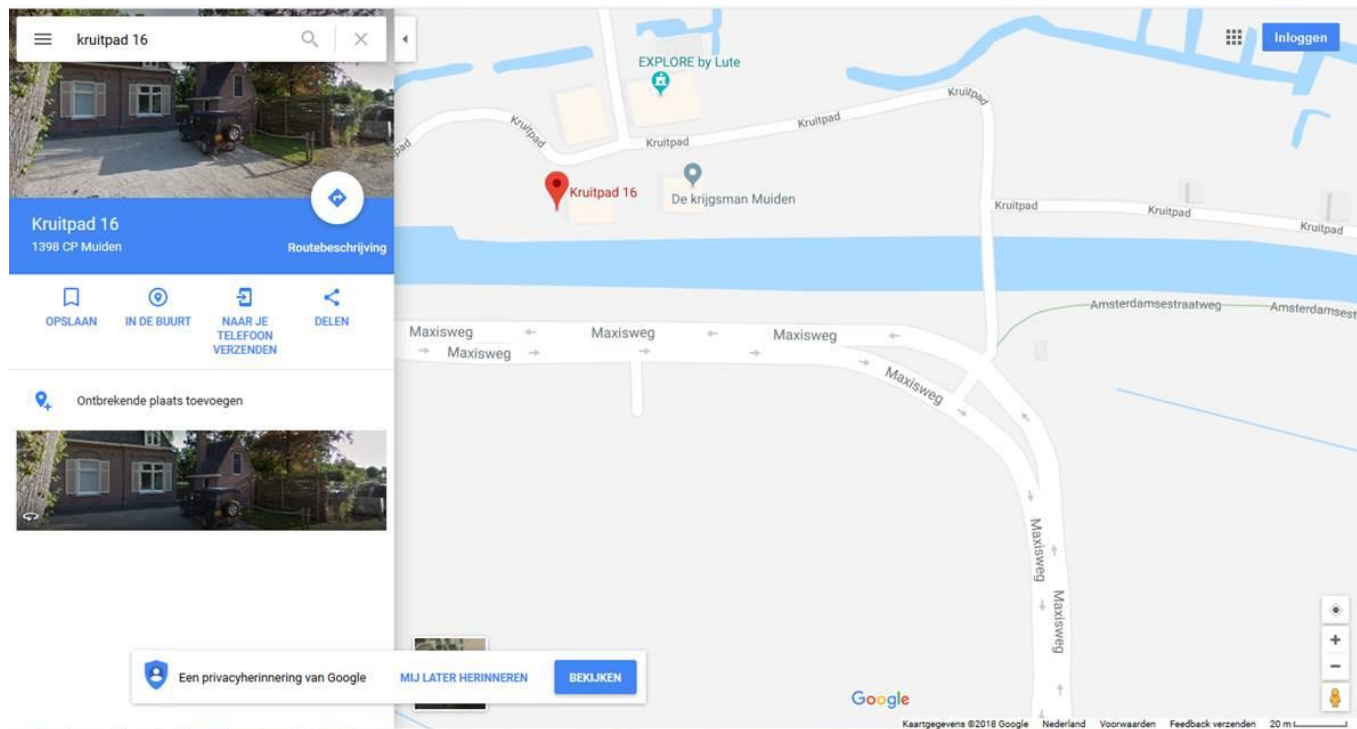 kruitpad 16
Kruitpad 16
1398 CP Muiden
Routebeschrijving
OPSLAAN
IN DE BUURT
NAAR JE
TELEFOON
VERZENDEN
DELEN
Ontbrekende plaats toevoegen
Een privacyherinnering van Google
MIJ LATER HERINNEREN
BEKIJKEN
Inloggen
EXPLORE by Lute
Kruitpad
Kruitpad
Kruitpad
Kruitpad
pad
Kruitpad 16
De krijgsman Muiden
Kruitpad
Kruitpad
Kruitpad
Amsterdamsestraatweg
Amsterdamsest
Maxisweg
Maxisweg
Maxisweg
Maxisweg
Maxisweg
Maxisweg
Maxisweg
Google
Kaartgegevens ©2018 Google
Nederland
Voorwaarden
Feedback verzenden
20 m